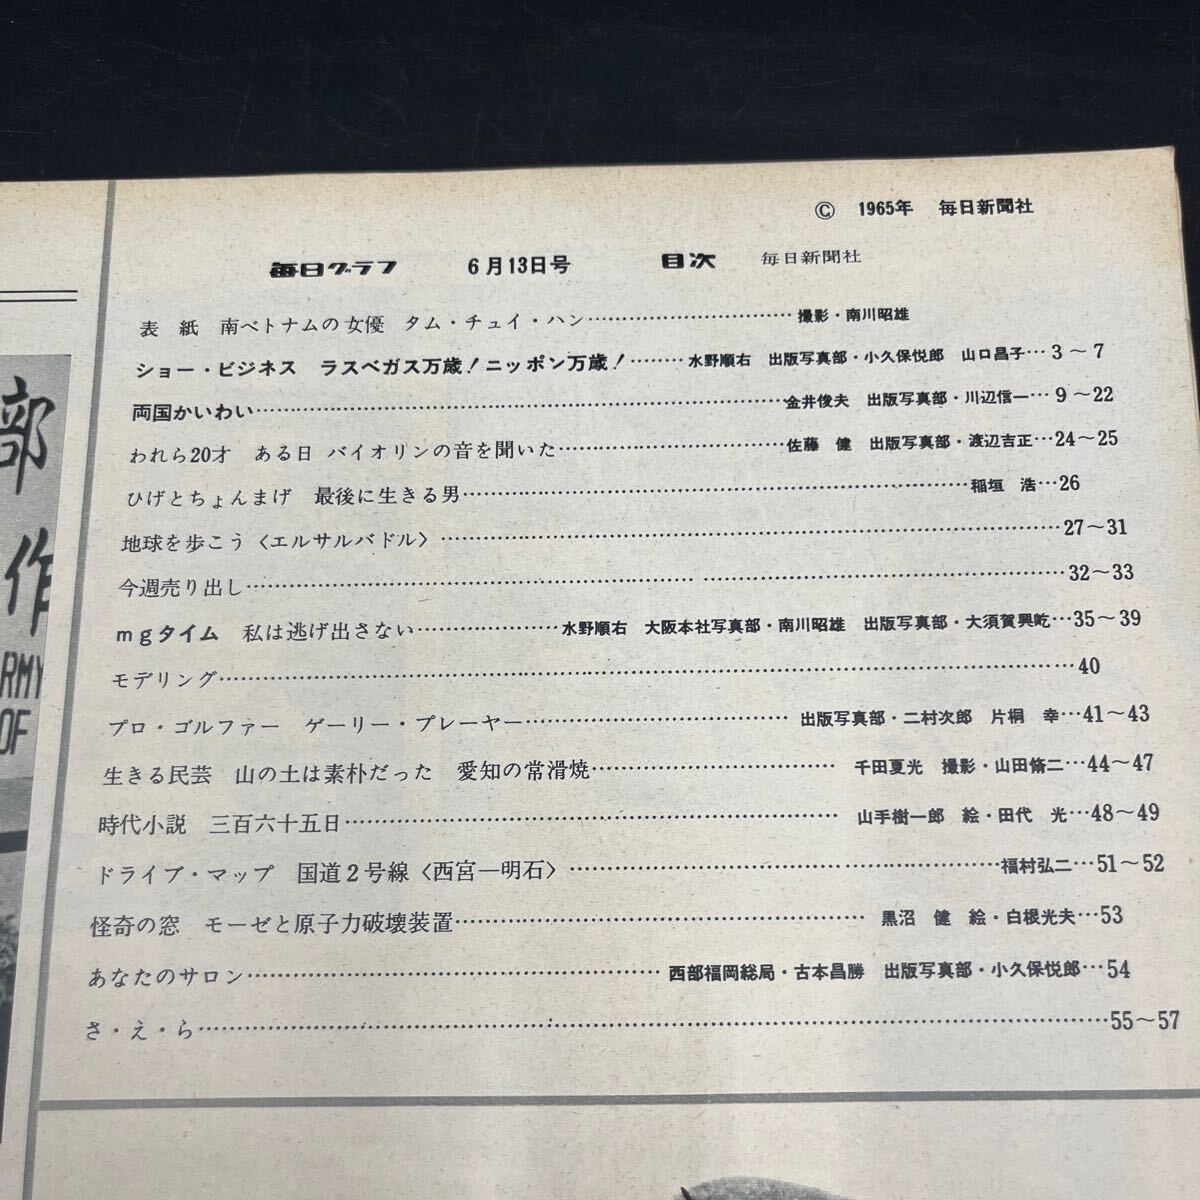 © 1965年 毎日新聞社
毎日グラフ 6月13日号 目次 毎日新聞社
表 紙 南ベトナムの女優 タム・チュイ・ハン……………………………撮影・南川昭雄
ショー・ビジネス ラスベガス万歳!ニッポン万歳!………水野順右 出版写真部・小久保悦郎 山口昌子…3〜7
両国かいわい……………………………金井俊夫 出版写真部・川辺信一…9〜22
われら20才 ある日 バイオリンの音を聞いた……………………………佐藤 健 出版写真部・渡辺吉正…24〜25
ひげとちょんまげ 最後に生きる男……………………………稲垣 浩…26
地球を歩こう〈エルサルバドル〉……………………………27〜31
今週売り出し……………………………32〜33
mgタイム 私は逃げ出さない…………………水野順右 大阪本社写真部・南川昭雄 出版写真部・大須賀興屹…35〜39
モデリング……………………………40
プロ・ゴルファー ゲーリー・プレーヤー……………………………出版写真部・二村次郎 片桐 幸…41〜43
生きる民芸 山の土は素朴だった 愛知の常滑焼……………………………千田夏光 撮影・山田脩二…44〜47
時代小説 三百六十五日……………………………山手樹一郎 絵・田代 光…48〜49
ドライブ・マップ 国道2号線〈西宮―明石〉……………………………福村弘二…51〜52
怪奇の窓 モーゼと原子力破壊装置……………………………黒沼 健 絵・白根光夫…53
あなたのサロン……………………………西部福岡総局・古本昌勝 出版写真部・小久保悦郎…54
さ・え・ら……………………………55〜57
部
作
RMY
OF